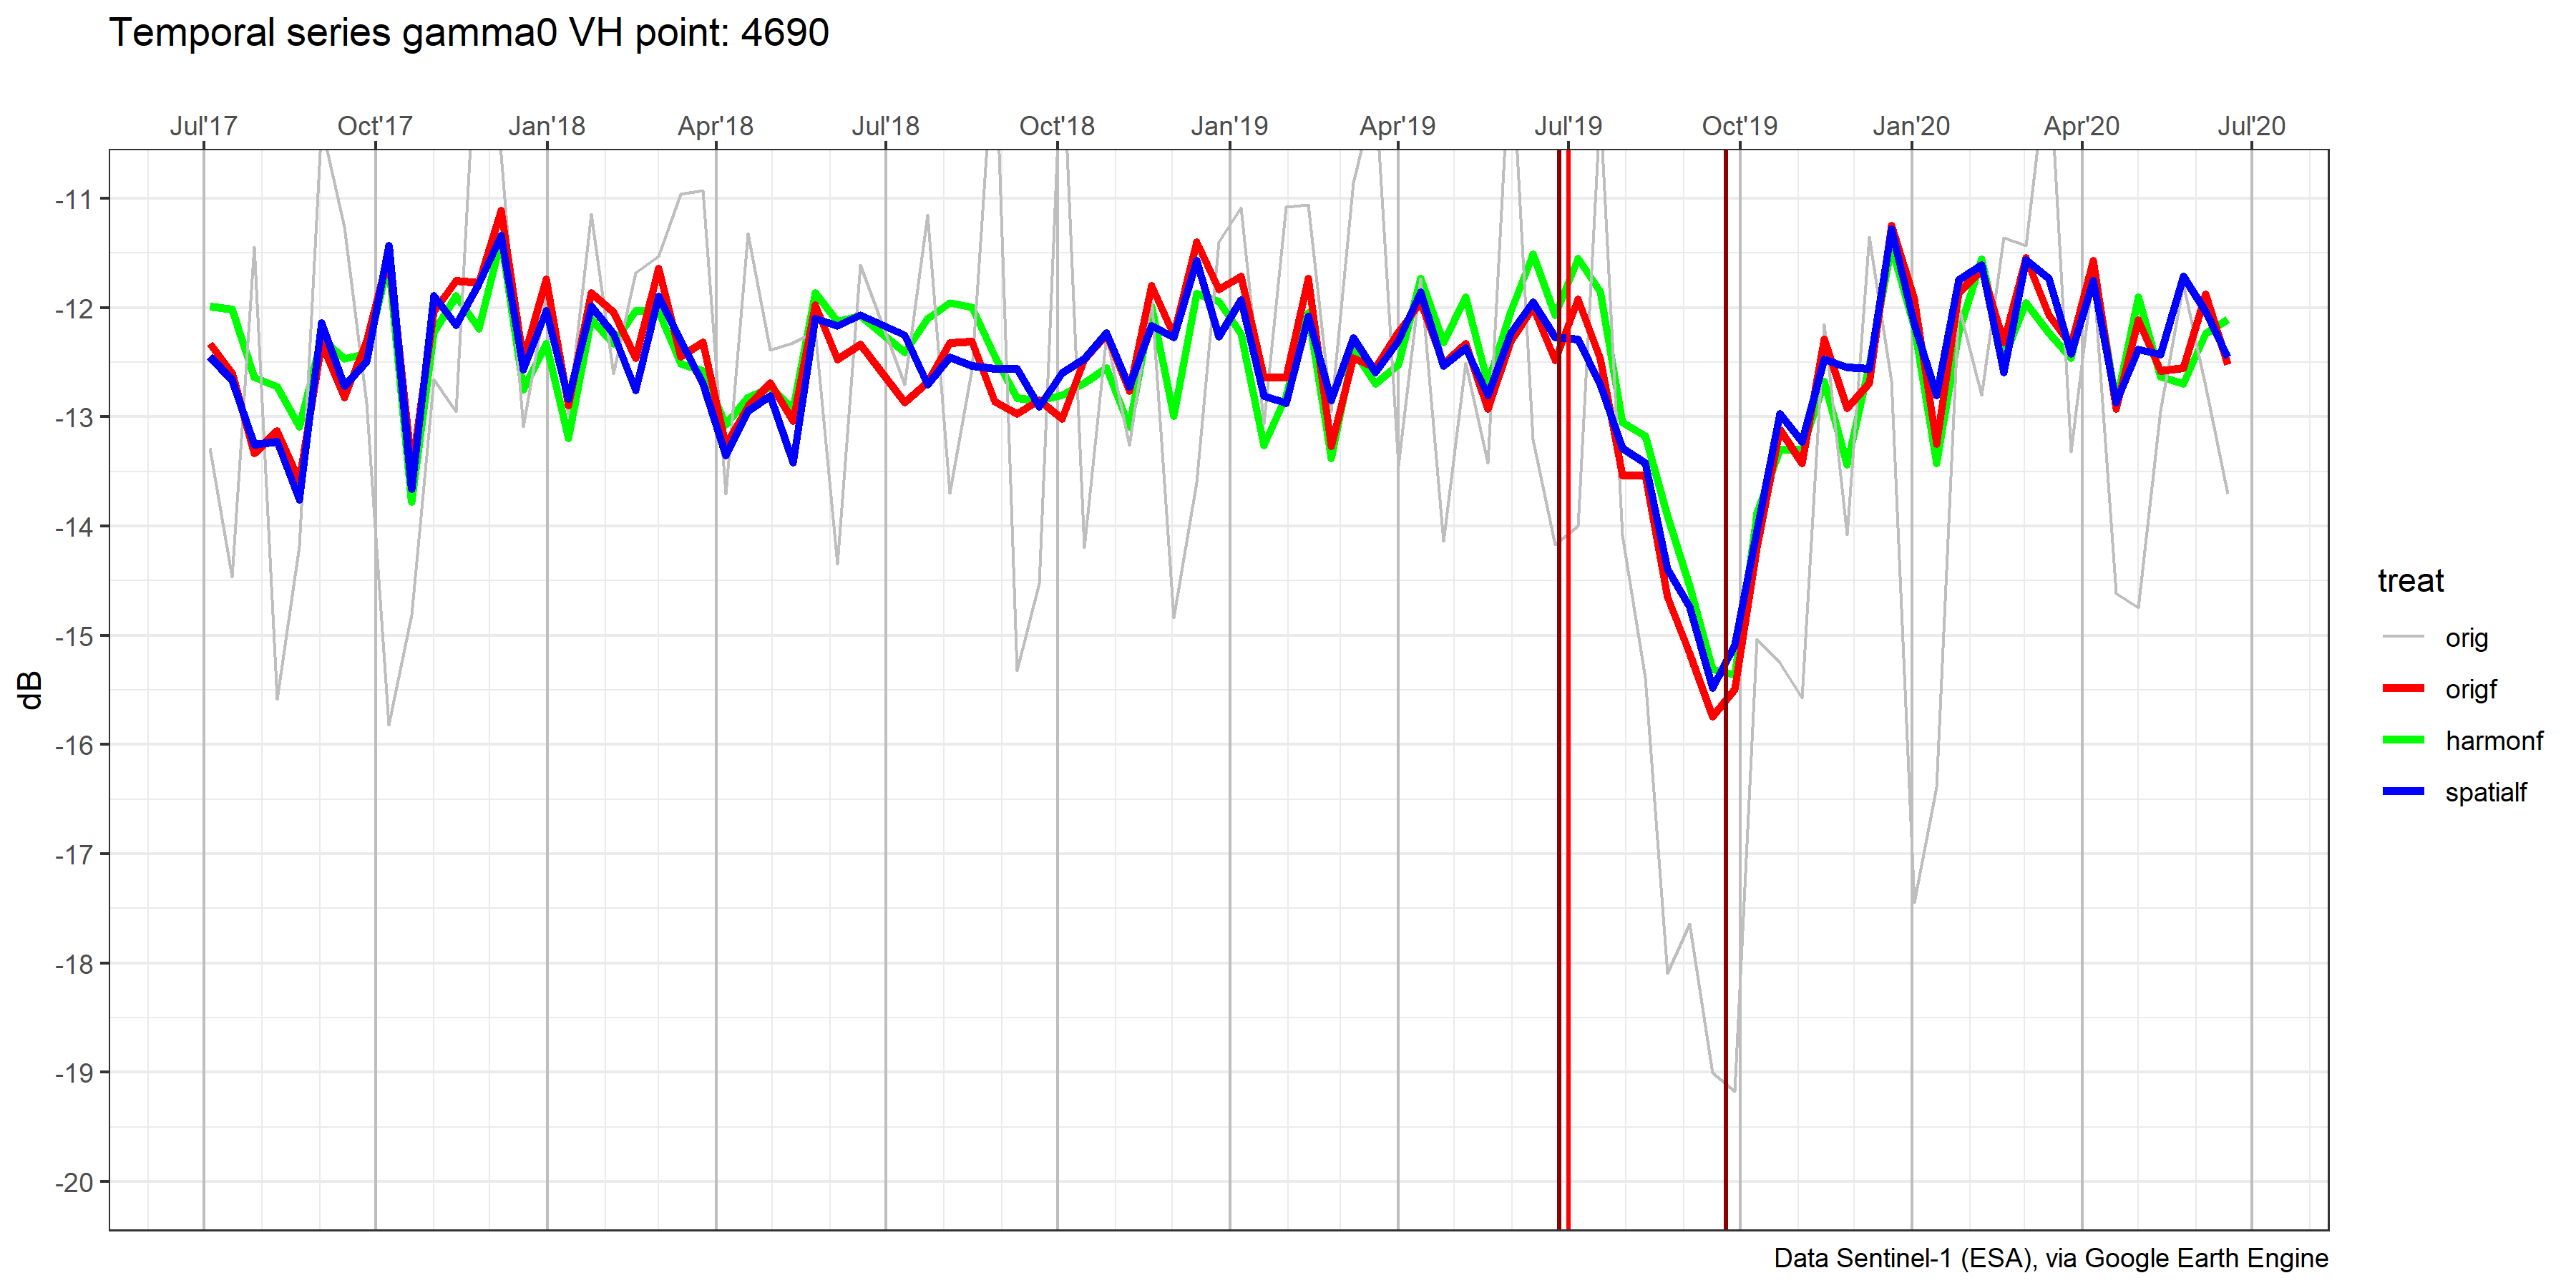 Temporal series gamma0 VH point: 4690
Jul'17 Oct'17 Jan'18 Apr'18 Jul'18 Oct'18 Jan'19 Apr'19 Jul'19 Oct'19 Jan'20 Apr'20 Jul'20
-11
-12
-13
-14
-15
-16
-17
-18
-19
-20
dB
treat
orig
origf
harmonf
spatialf
Data Sentinel-1 (ESA), via Google Earth Engine